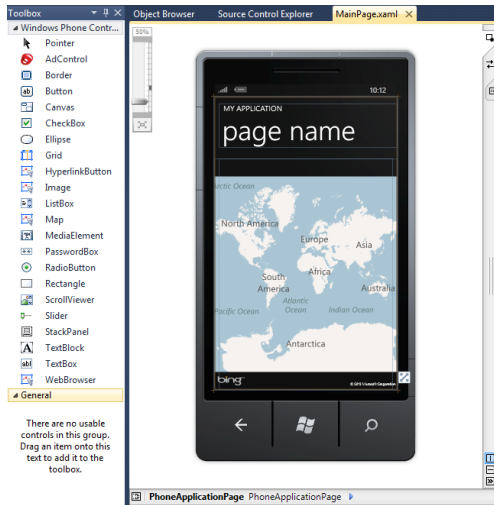 Toolbox
Windows Phone Contr...
Pointer
AdControl
Border
Button
Canvas
CheckBox
Ellipse
Grid
HyperlinkButton
Image
ListBox
Map
MediaElement
PasswordBox
RadioButton
Rectangle
ScrollViewer
Slider
StackPanel
TextBlock
TextBox
WebBrowser
General
There are no usable
controls in this group.
Drag an item onto this
text to add it to the
toolbox.
Object Browser
Source Control Explorer
MainPage.xaml
50%
10:12
MY APPLICATION
page name
Arctic Ocean
North America
Europe
Asia
Africa
South
America
Australia
Pacific Ocean
Atlantic
Ocean
Indian Ocean
Antarctica
bing
PhoneApplicationPage PhoneApplicationPage